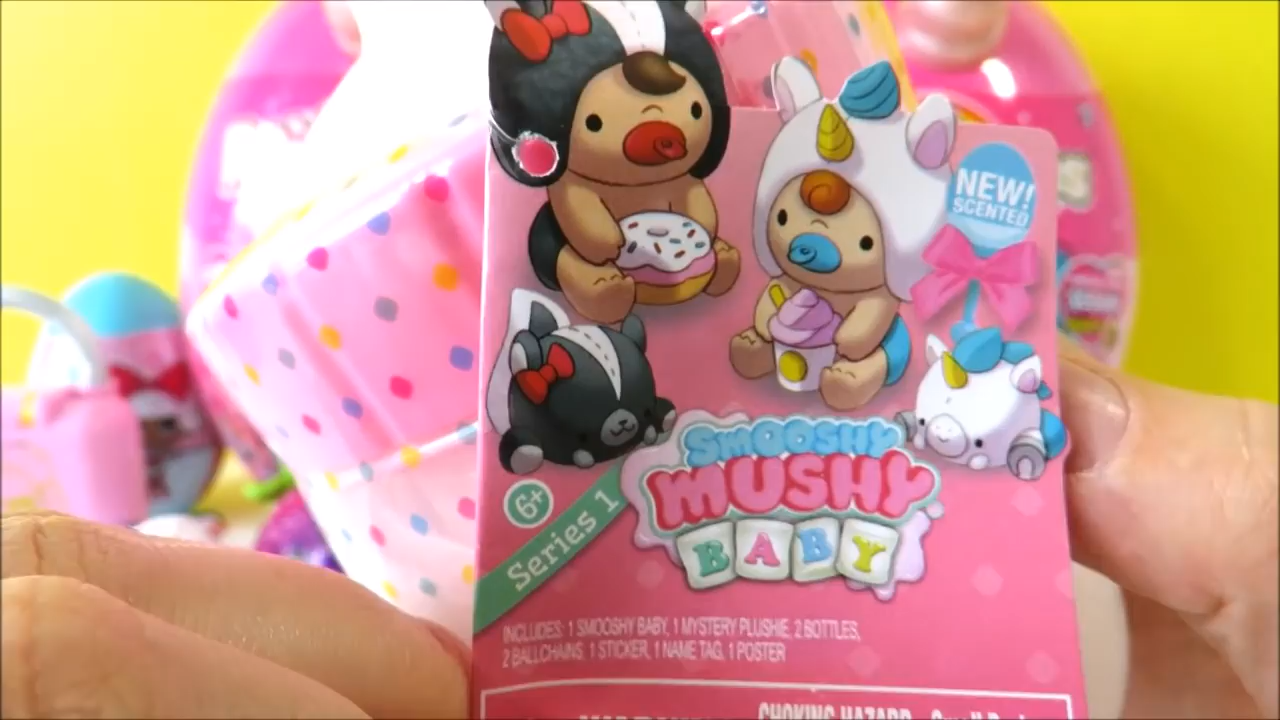 NEW!
SCENTED
SMOOSHY
MUSHY
BABY
6+
Series 1
INCLUDES: 1 SMOOSHY BABY, 1 MYSTERY PLUSHIE, 2 BOTTLES,
2 BALLCHAINS, 1 STICKER, 1 NAME TAG, 1 POSTER
CHOKING HAZARD